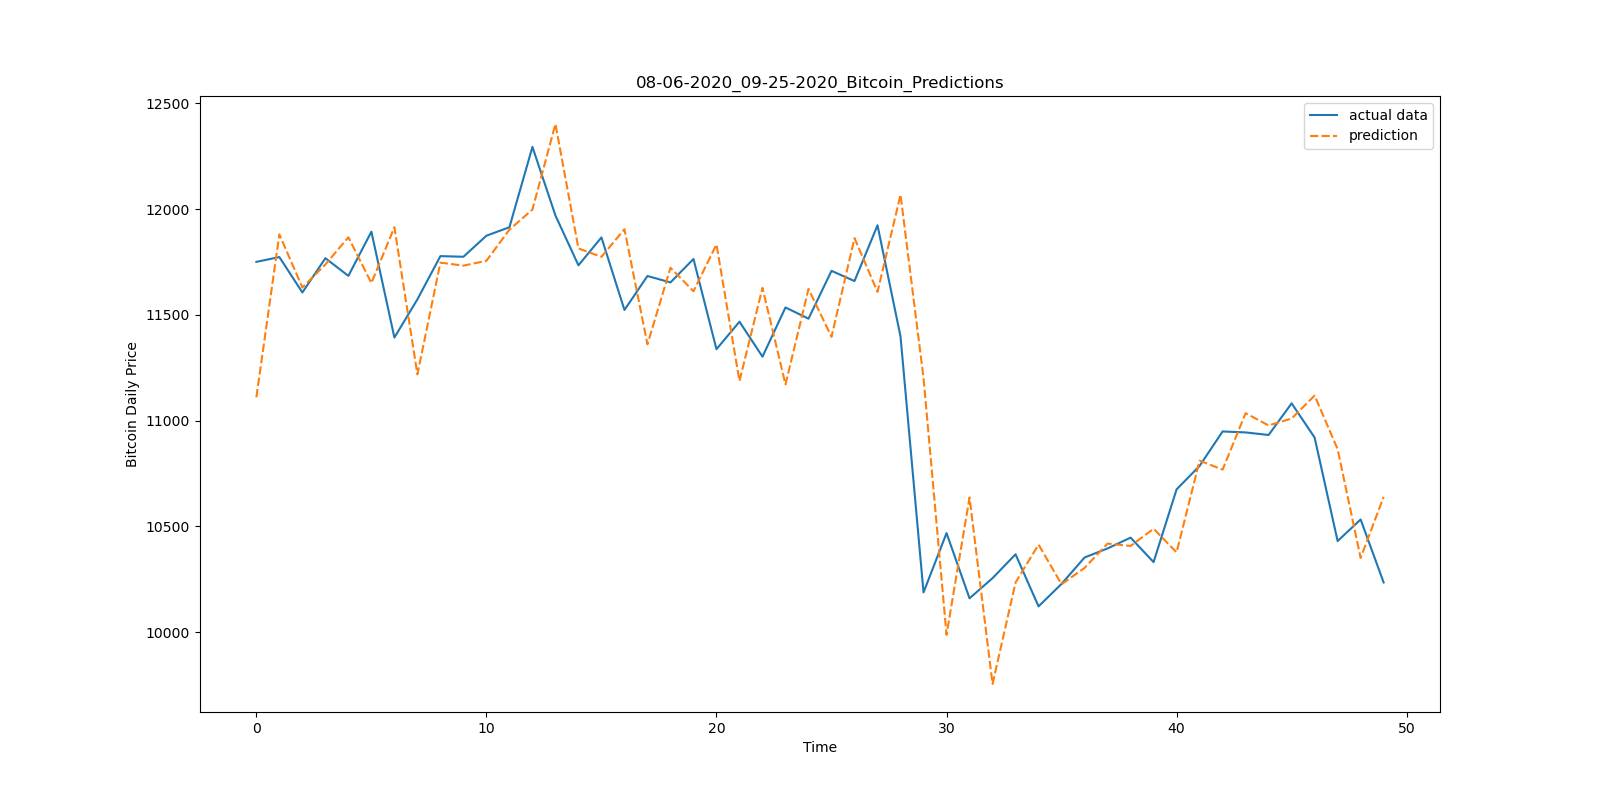 08-06-2020_09-25-2020_Bitcoin_Predictions
12500
12000
11500
11000
10500
10000
Bitcoin Daily Price
actual data
prediction
0 10 20 30 40 50
Time